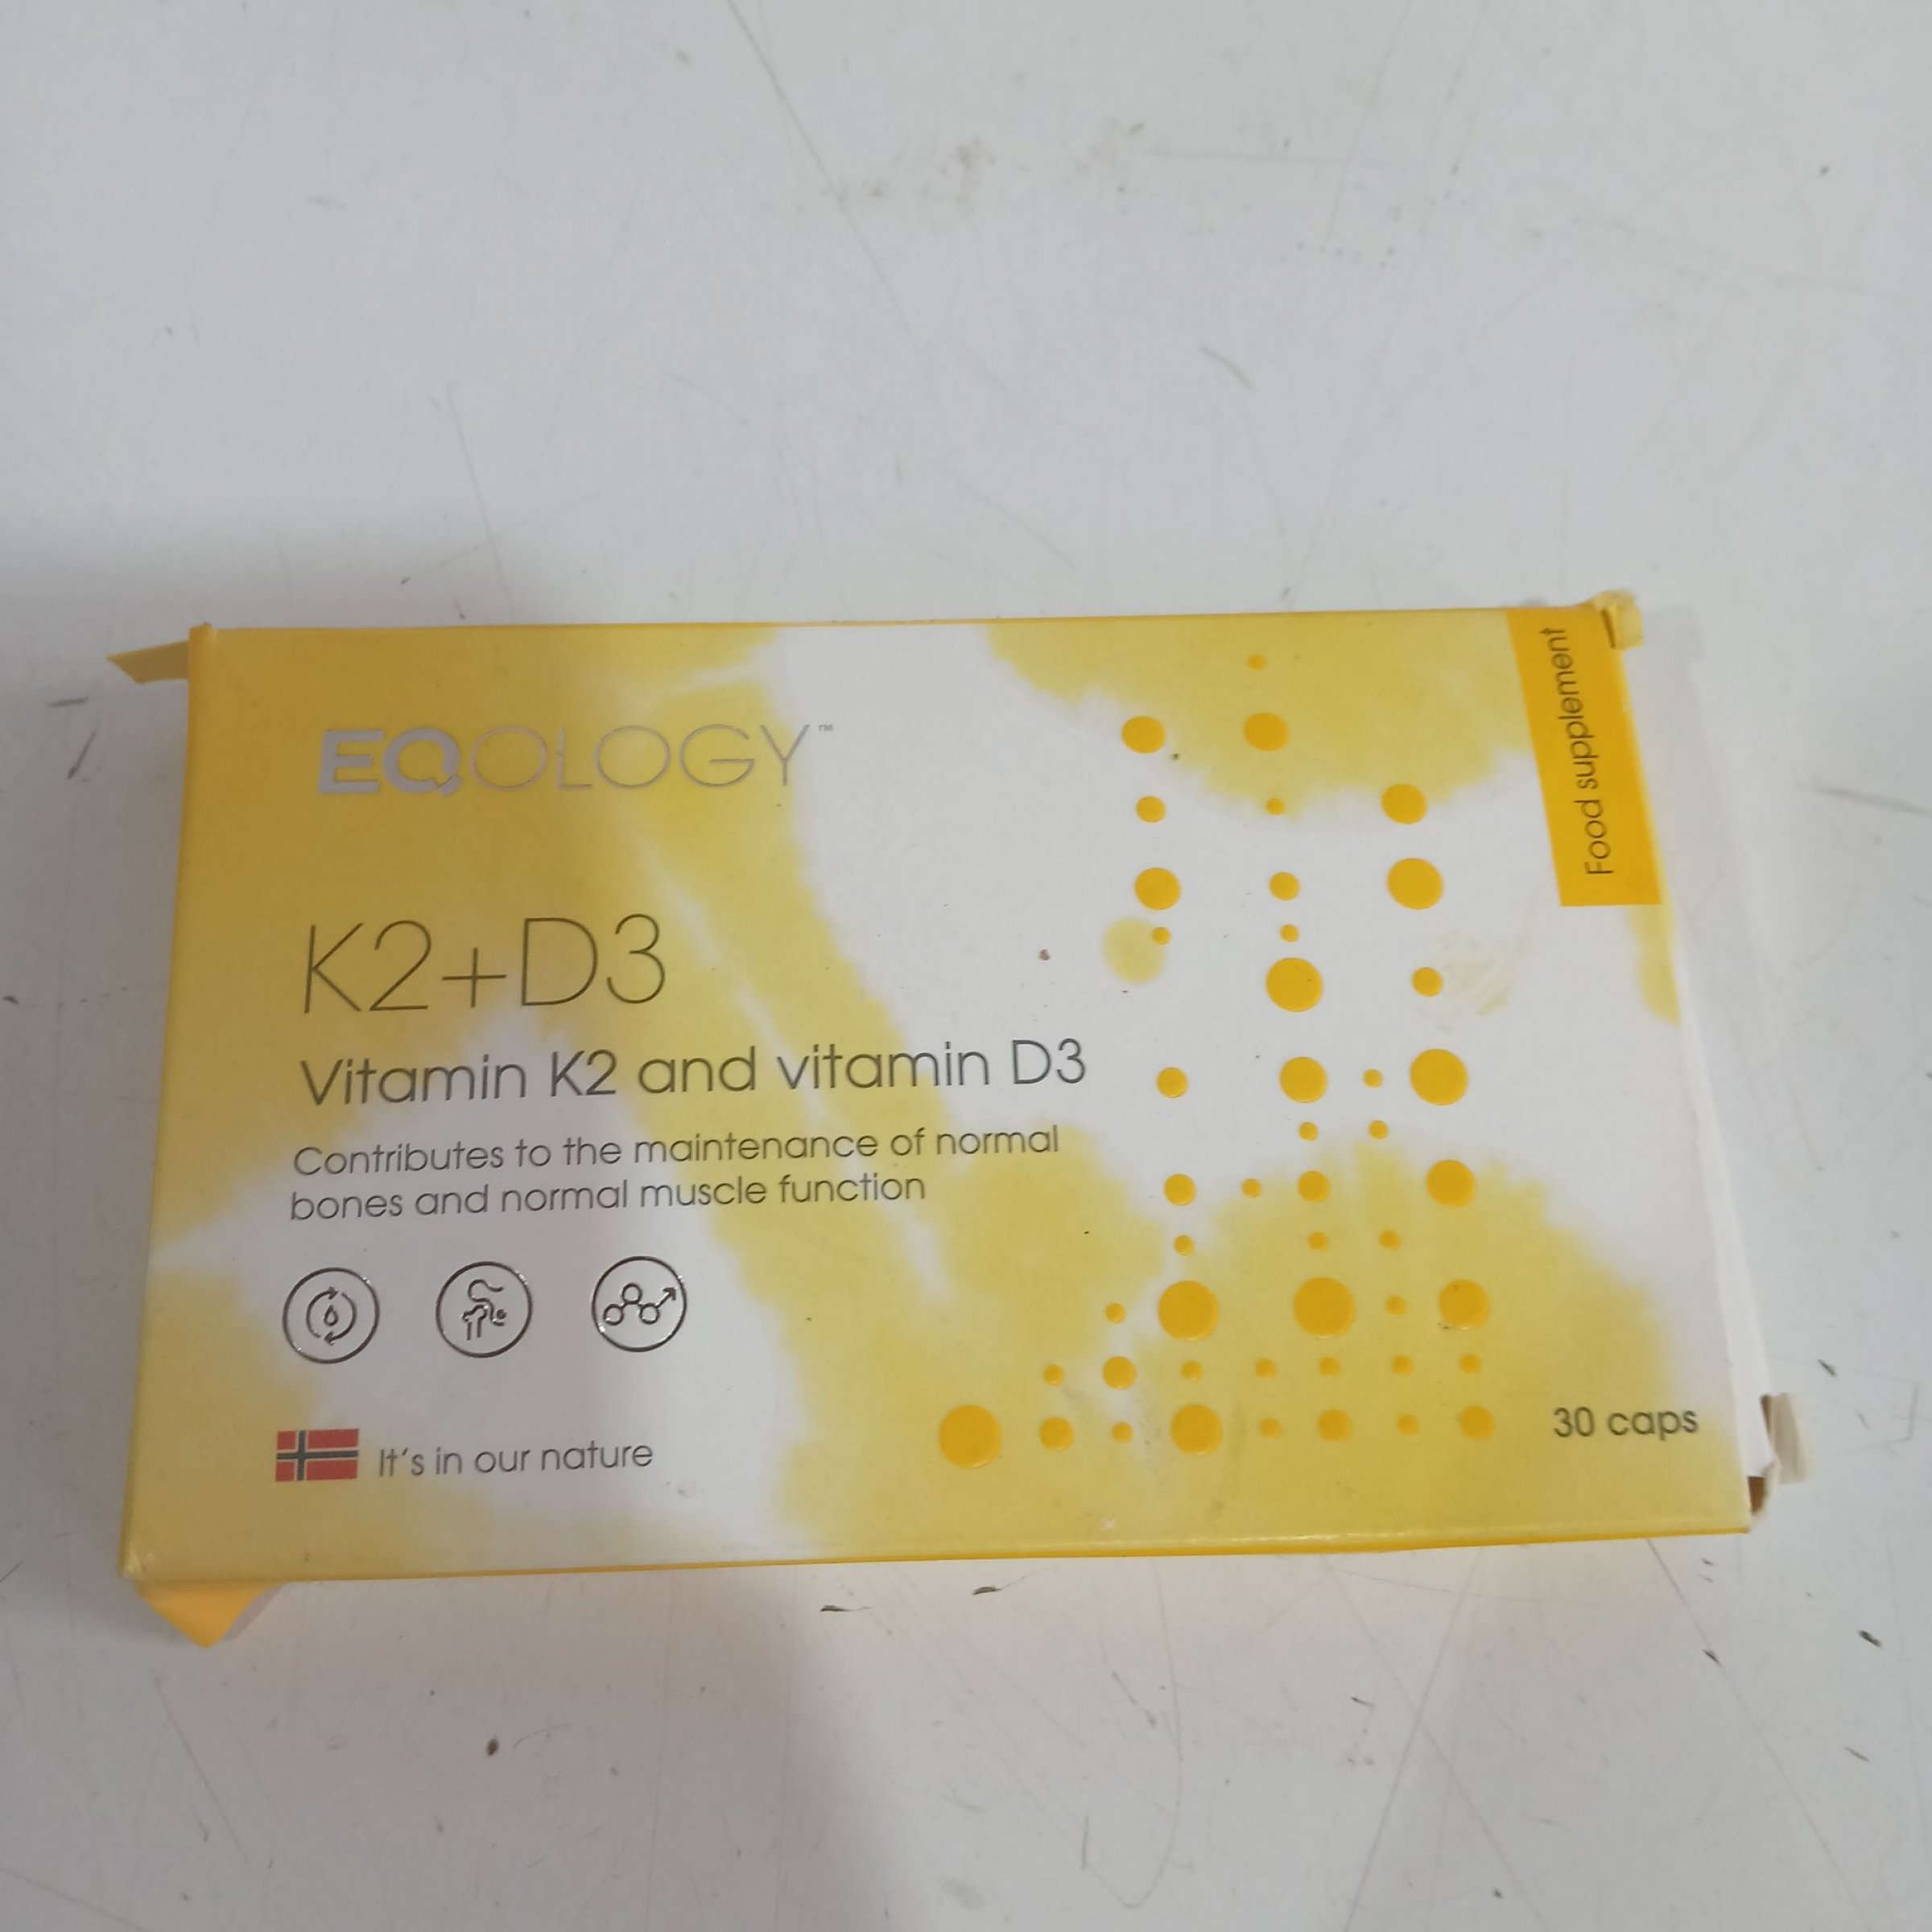 EQOLOGY™
Food supplement
K2+D3
Vitamin K2 and vitamin D3
Contributes to the maintenance of normal
bones and normal muscle function
It's in our nature
30 caps